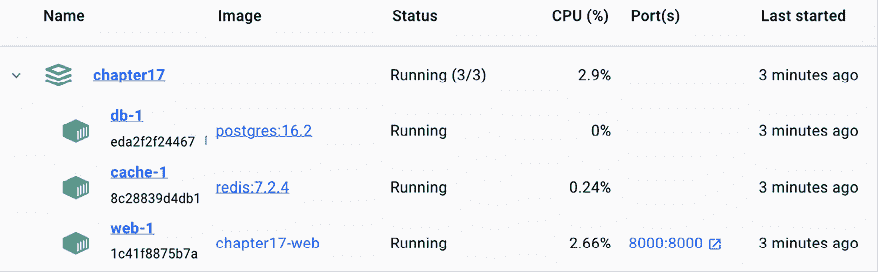 Name Image Status CPU (%) Port(s) Last started
chapter17 Running (3/3) 2.9% 3 minutes ago
db-1
eda2f2f24467 postgres:16.2 Running 0% 3 minutes ago
cache-1
8c28839d4db1 redis:7.2.4 Running 0.24% 3 minutes ago
web-1
1c41f8875b7a chapter17-web Running 2.66% 8000:8000 3 minutes ago